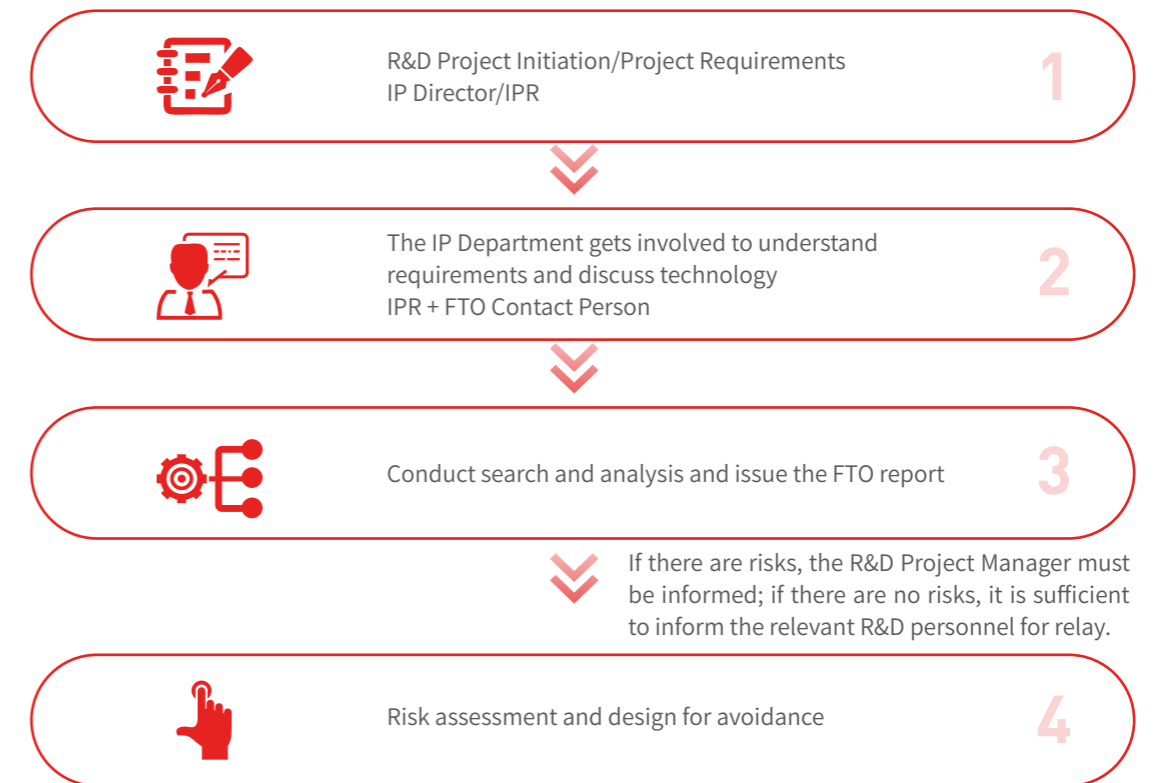 R&D Project Initiation/Project Requirements
IP Director/IPR
1
The IP Department gets involved to understand
requirements and discuss technology
IPR + FTO Contact Person
2
Conduct search and analysis and issue the FTO report
3
If there are risks, the R&D Project Manager must
be informed; if there are no risks, it is sufficient
to inform the relevant R&D personnel for relay.
Risk assessment and design for avoidance
4